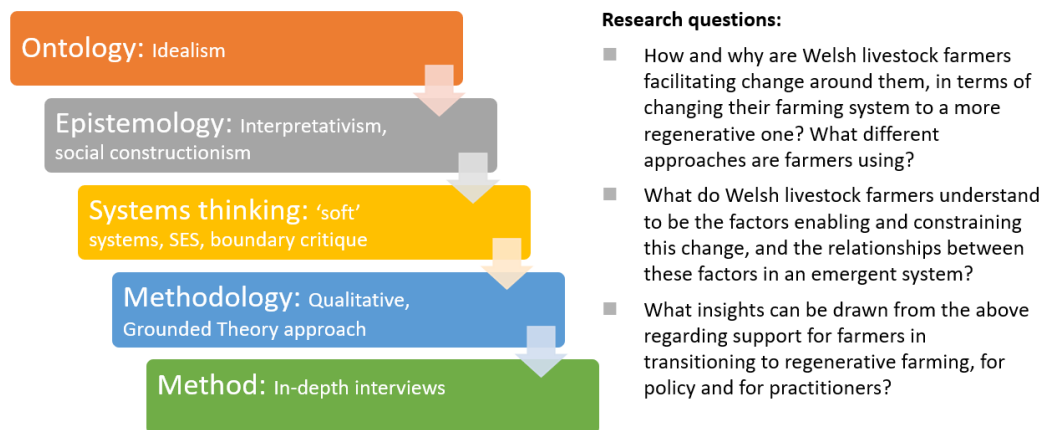 Ontology: Idealism
Epistemology: Interpretativism,
social constructionism
Systems thinking: ‘soft’
systems, SES, boundary critique
Methodology: Qualitative,
Grounded Theory approach
Method: In-depth interviews
Research questions:
How and why are Welsh livestock farmers
facilitating change around them, in terms of
changing their farming system to a more
regenerative one? What different
approaches are farmers using?
What do Welsh livestock farmers understand
to be the factors enabling and constraining
this change, and the relationships between
these factors in an emergent system?
What insights can be drawn from the above
regarding support for farmers in
transitioning to regenerative farming, for
policy and for practitioners?